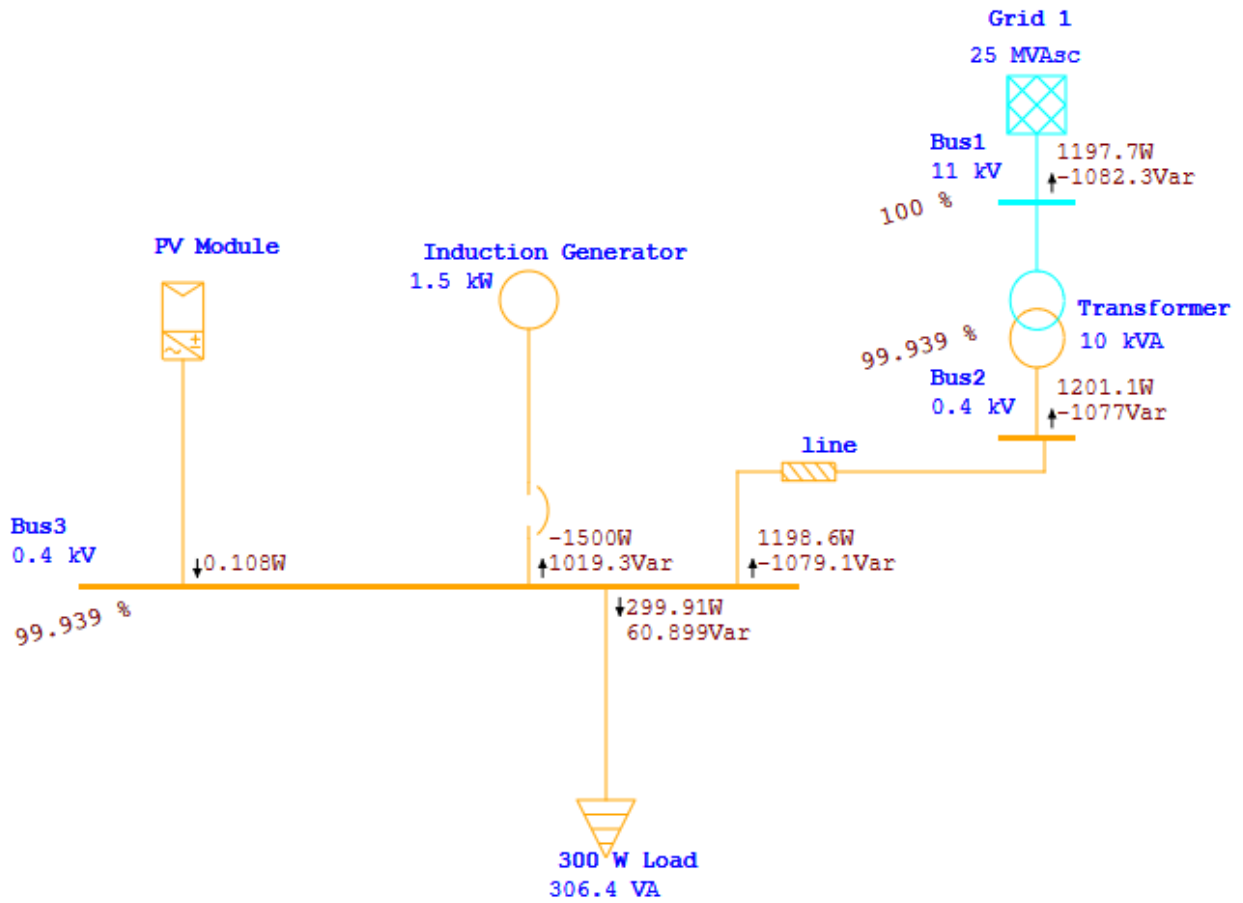 Grid 1
25 MVAsc
Bus1
11 kV
1197.7W
-1082.3Var
100 %
PV Module
Induction Generator
1.5 kW
Transformer
10 kVA
99.939 %
Bus2
0.4 kV
1201.1W
-1077Var
line
Bus3
0.4 kV
0.108W
-1500W
1019.3Var
1198.6W
-1079.1Var
99.939 %
299.91W
60.899Var
300 W Load
306.4 VA